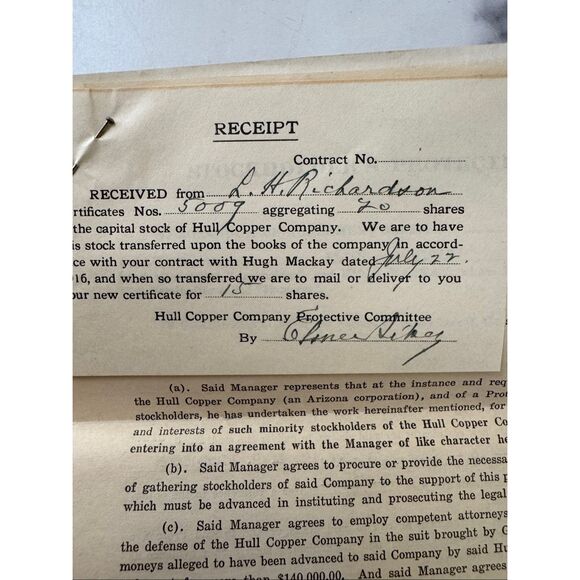 RECEIPT
Contract No.
RECEIVED from L. H. Richardson
ertificates Nos. 5009 aggregating 20 shares
the capital stock of Hull Copper Company. We are to have
is stock transferred upon the books of the company in accord-
ce with your contract with Hugh Mackay dated July 22
916, and when so transferred we are to mail or deliver to you
ur new certificate for 15 shares.
Hull Copper Company Protective Committee
By Elmer
(a). Said Manager represents that at the instance and req
the Hull Copper Company (an Arizona corporation), and of a Prot
stockholders, he has undertaken the work hereinafter mentioned, for
and interests of such minority stockholders of the Hull Copper Co
entering into an agreement with the Manager of like character he
(b). Said Manager agrees to procure or provide the necessa
of gathering stockholders of said Company to the support of this p
which must be advanced in instituting and prosecuting the legal
(c). Said Manager agrees to employ competent attorneys
the defense of the Hull Copper Company in the suit brought by G
moneys alleged to have been advanced to said Company by said Hu
than $140,000.00. And said Manager agrees